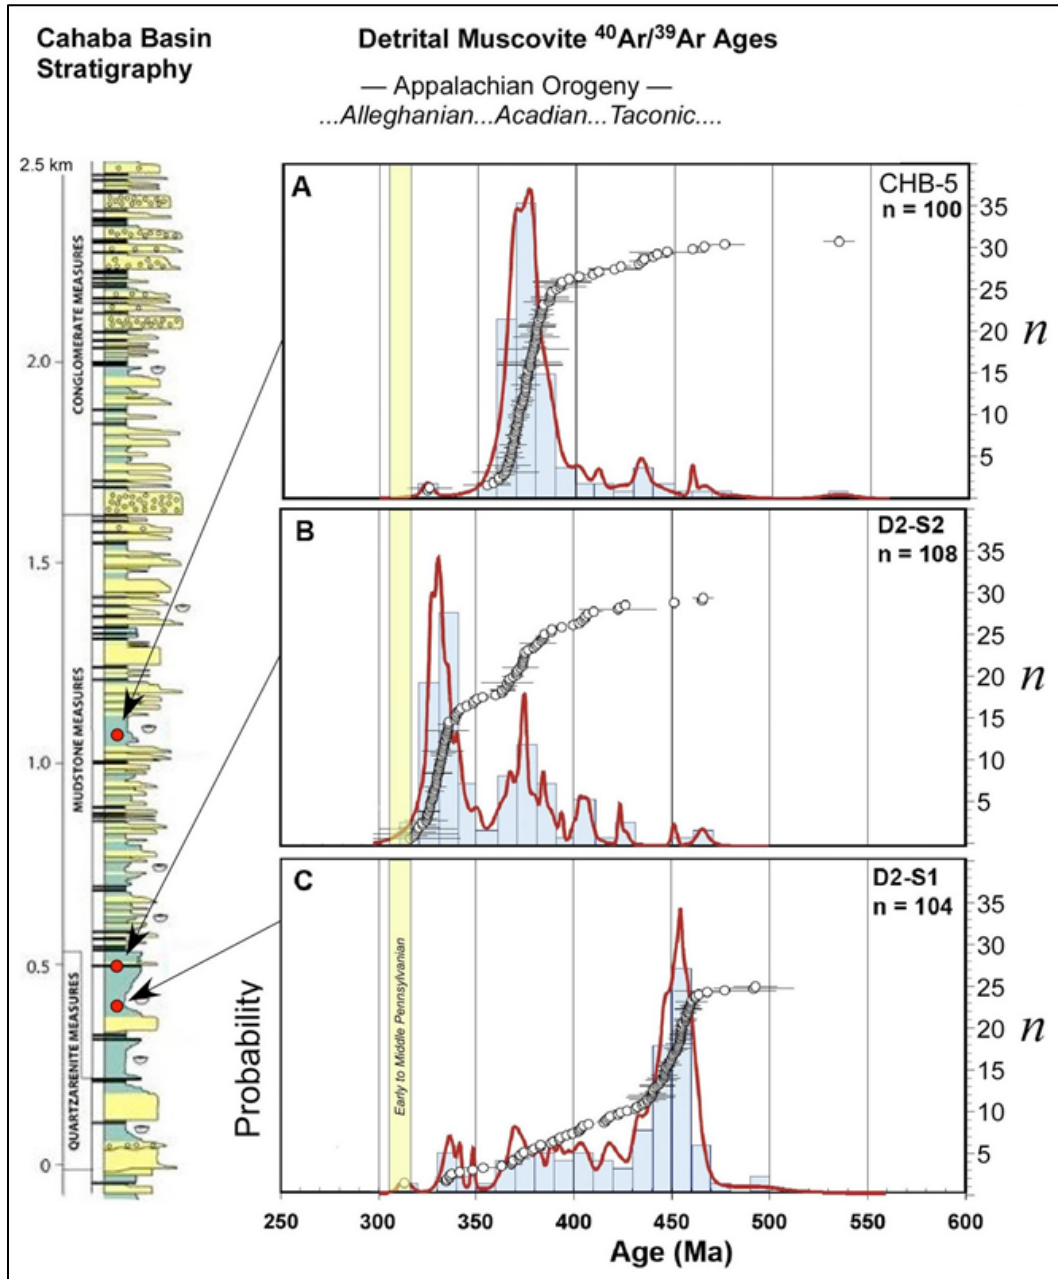 Cahaba Basin
Stratigraphy
Detrital Muscovite ⁴⁰Ar/³⁹Ar Ages
— Appalachian Orogeny —
...Alleghanian...Acadian...Taconic....
2.5 km
2.0
1.5
1.0
0.5
0
CONGLOMERATE MEASURES
MUDSTONE MEASURES
QUARTZARENITE MEASURES
A
CHB-5
n = 100
35
30
25
20
15
10
5
n
B
D2-S2
n = 108
35
30
25
20
15
10
5
n
C
D2-S1
n = 104
35
30
25
20
15
10
5
n
Early to Middle Pennsylvanian
Probability
250 300 350 400 450 500 550 600
Age (Ma)